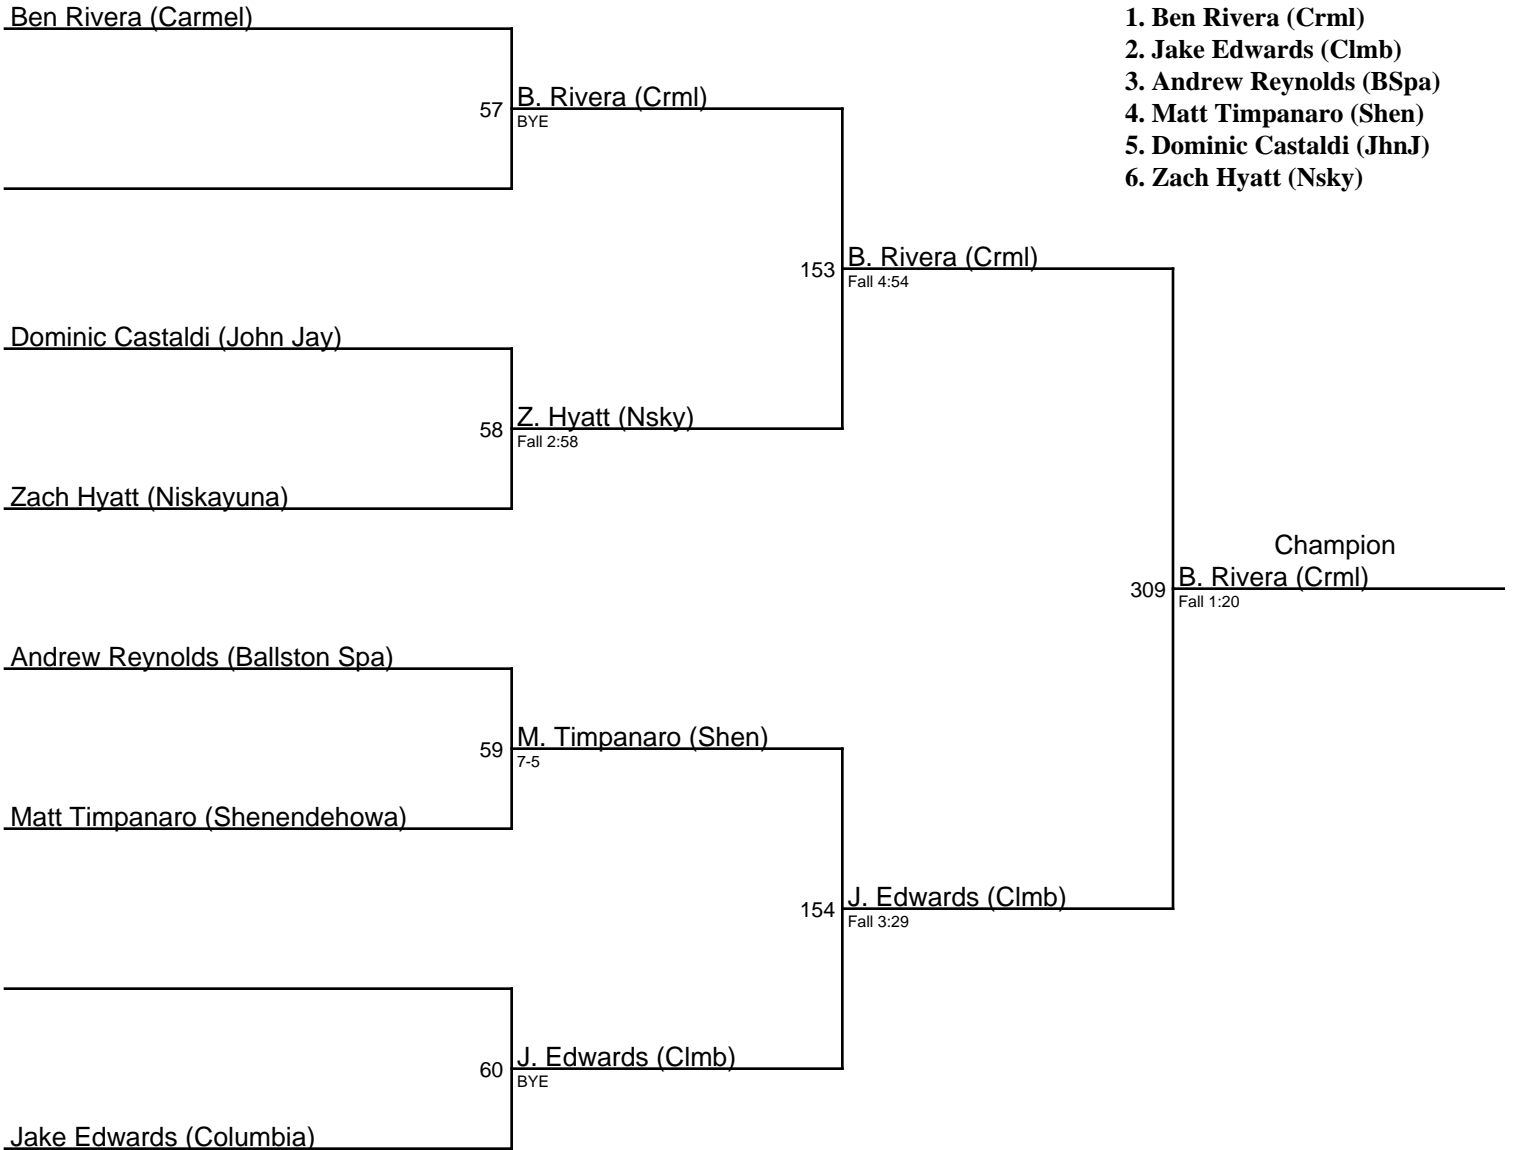 Ben Rivera (Carmel)
1. Ben Rivera (Crml)
2. Jake Edwards (Clmb)
3. Andrew Reynolds (BSpa)
4. Matt Timpanaro (Shen)
5. Dominic Castaldi (JhnJ)
6. Zach Hyatt (Nsky)
57
B. Rivera (Crml)
BYE
153
B. Rivera (Crml)
Fall 4:54
Dominic Castaldi (John Jay)
58
Z. Hyatt (Nsky)
Fall 2:58
Zach Hyatt (Niskayuna)
Champion
309
B. Rivera (Crml)
Fall 1:20
Andrew Reynolds (Ballston Spa)
59
M. Timpanaro (Shen)
7-5
Matt Timpanaro (Shenendehowa)
154
J. Edwards (Clmb)
Fall 3:29
60
J. Edwards (Clmb)
BYE
Jake Edwards (Columbia)